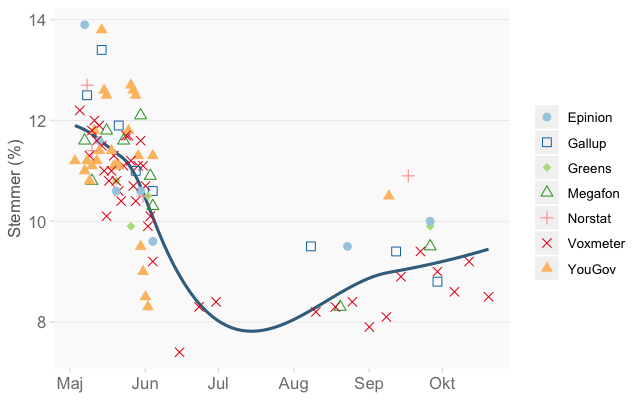 14
12
10
8
Stemmer (%)
Maj Jun Jul Aug Sep Okt
Epinion
Gallup
Greens
Megafon
Norstat
Voxmeter
YouGov